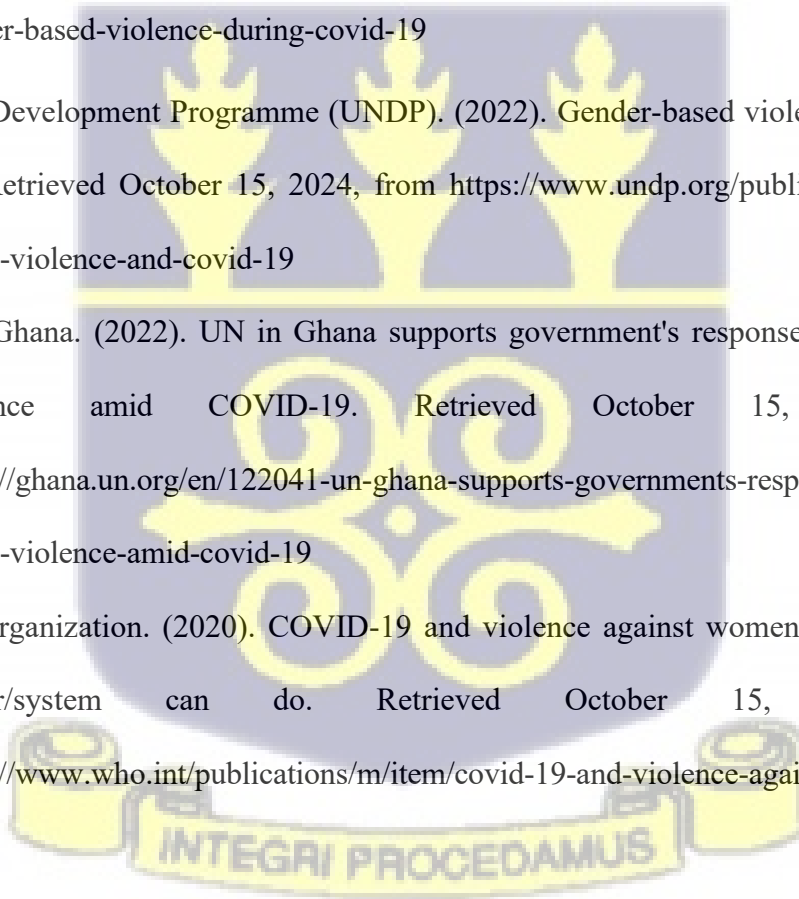 er-based-violence-during-covid-19
Development Programme (UNDP). (2022). Gender-based viole
etrieved October 15, 2024, from https://www.undp.org/publi
-violence-and-covid-19
Ghana. (2022). UN in Ghana supports government's response
nce amid COVID-19. Retrieved October 15,
//ghana.un.org/en/122041-un-ghana-supports-governments-resp
-violence-amid-covid-19
rganization. (2020). COVID-19 and violence against women
r/system can do. Retrieved October 15,
//www.who.int/publications/m/item/covid-19-and-violence-agai
INTEGRI PROCEDAMUS